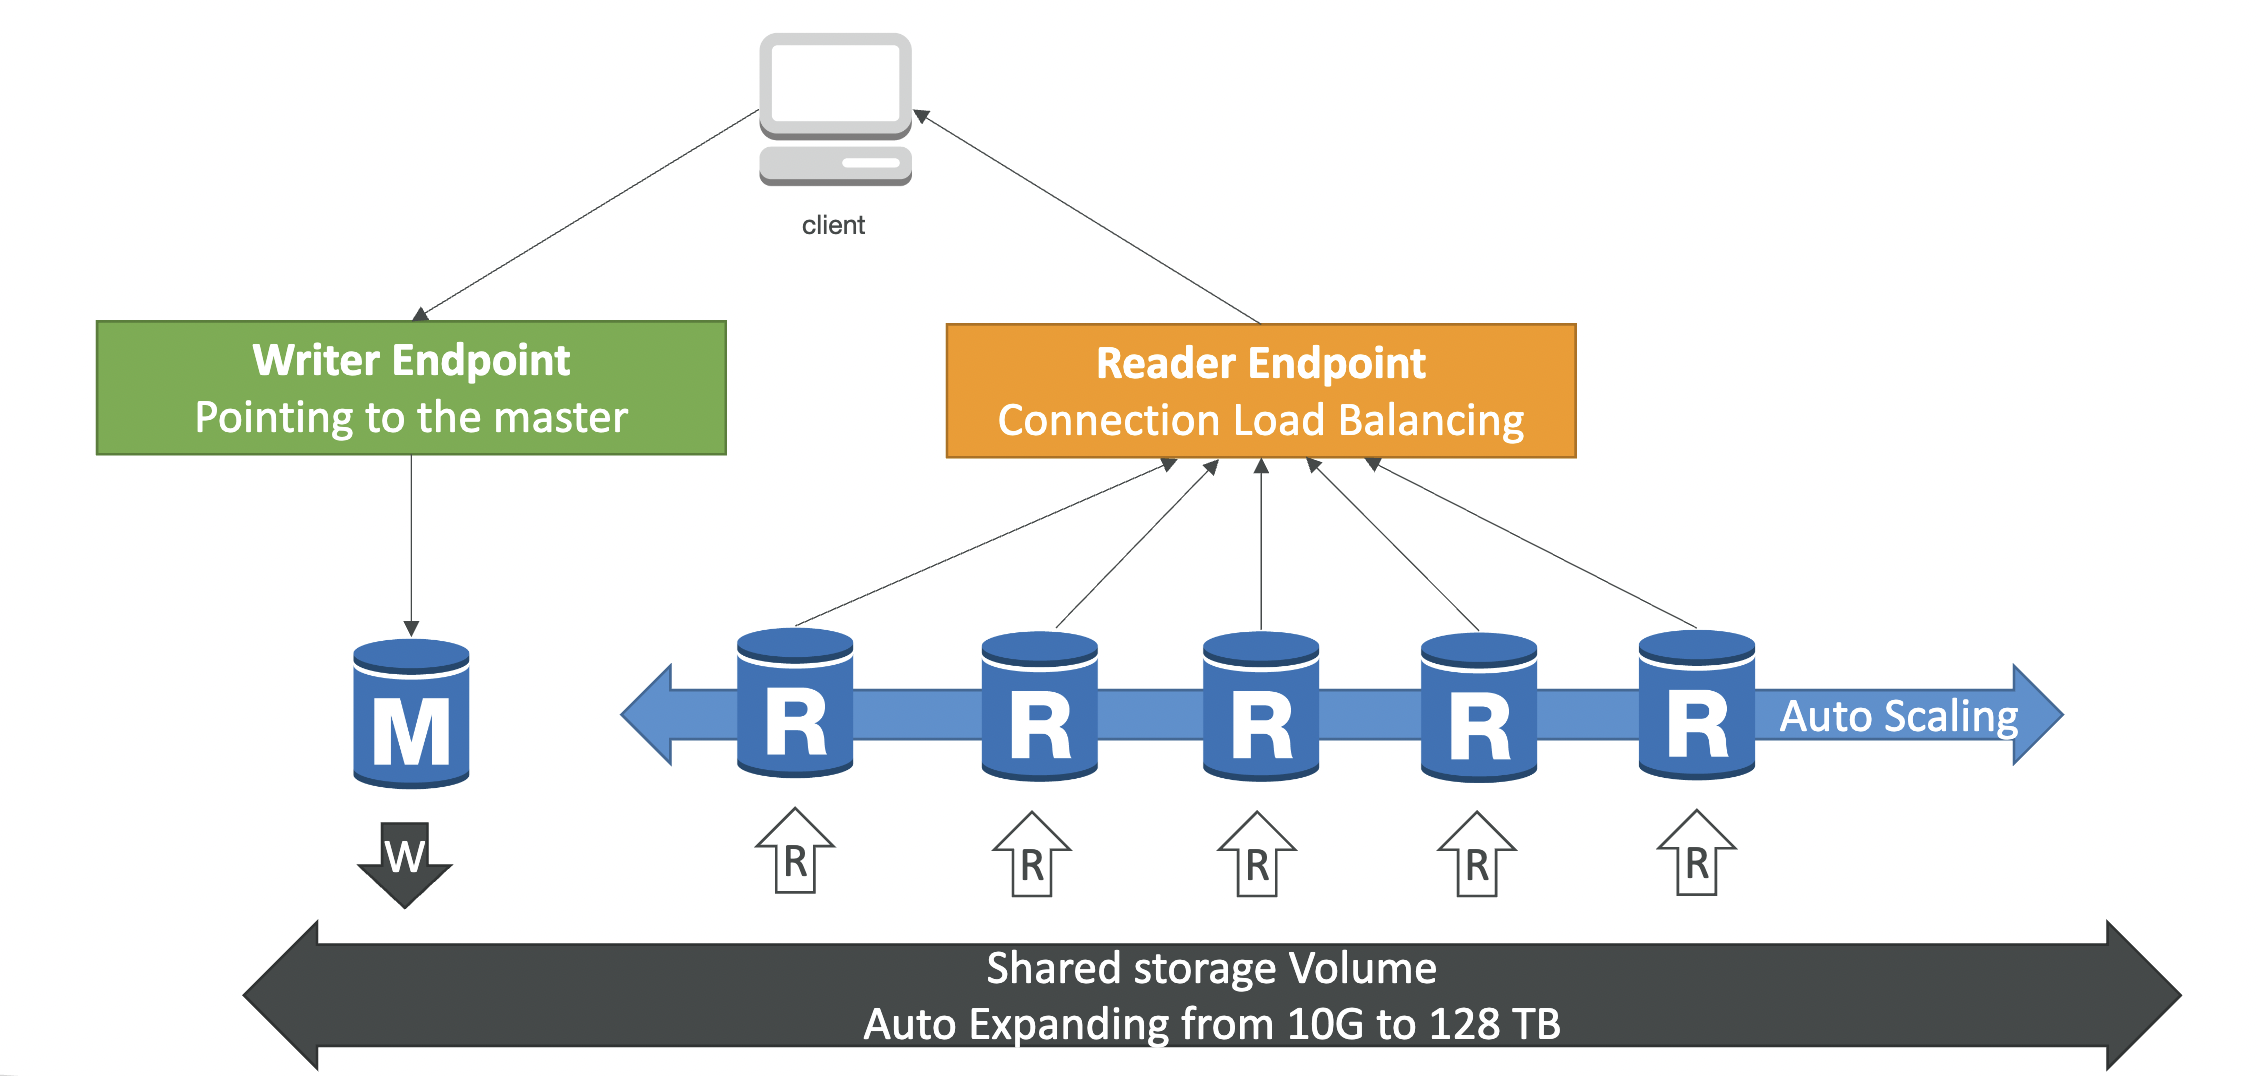 client
Writer Endpoint
Pointing to the master
Reader Endpoint
Connection Load Balancing
M
R
R
R
R
R
Auto Scaling
W
R
R
R
R
R
Shared storage Volume
Auto Expanding from 10G to 128 TB